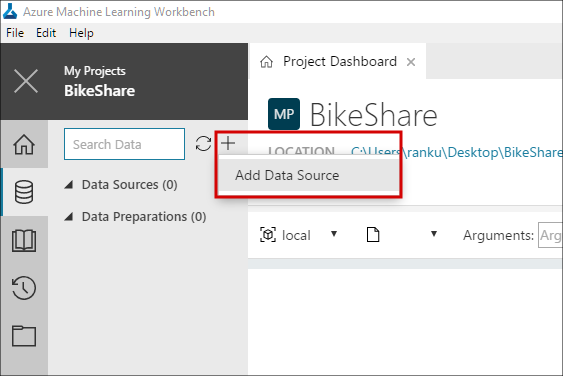 Azure Machine Learning Workbench
File Edit Help
My Projects
BikeShare
Project Dashboard
MP BikeShare
Search Data
LOCATION C:\Users\ranku\Desktop\BikeShare
Add Data Source
Data Sources (0)
Data Preparations (0)
local Arguments: Arg